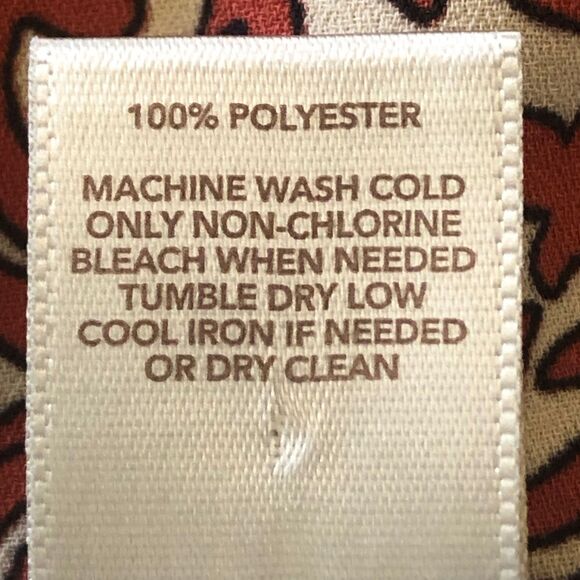 100% POLYESTER
MACHINE WASH COLD
ONLY NON-CHLORINE
BLEACH WHEN NEEDED
TUMBLE DRY LOW
COOL IRON IF NEEDED
OR DRY CLEAN